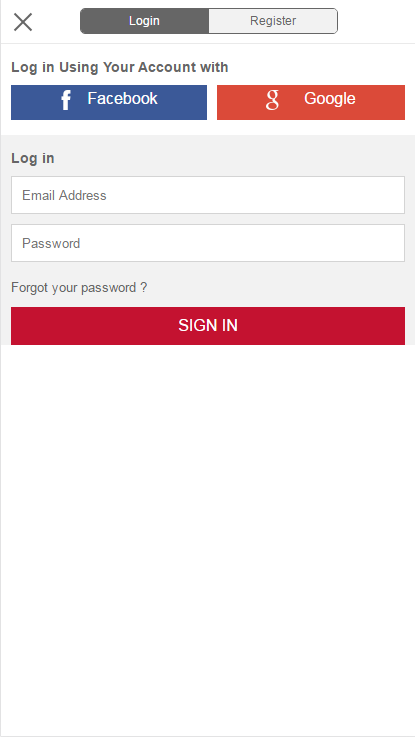 Login Register
Log in Using Your Account with
Facebook Google
Log in
Email Address
Password
Forgot your password ?
SIGN IN